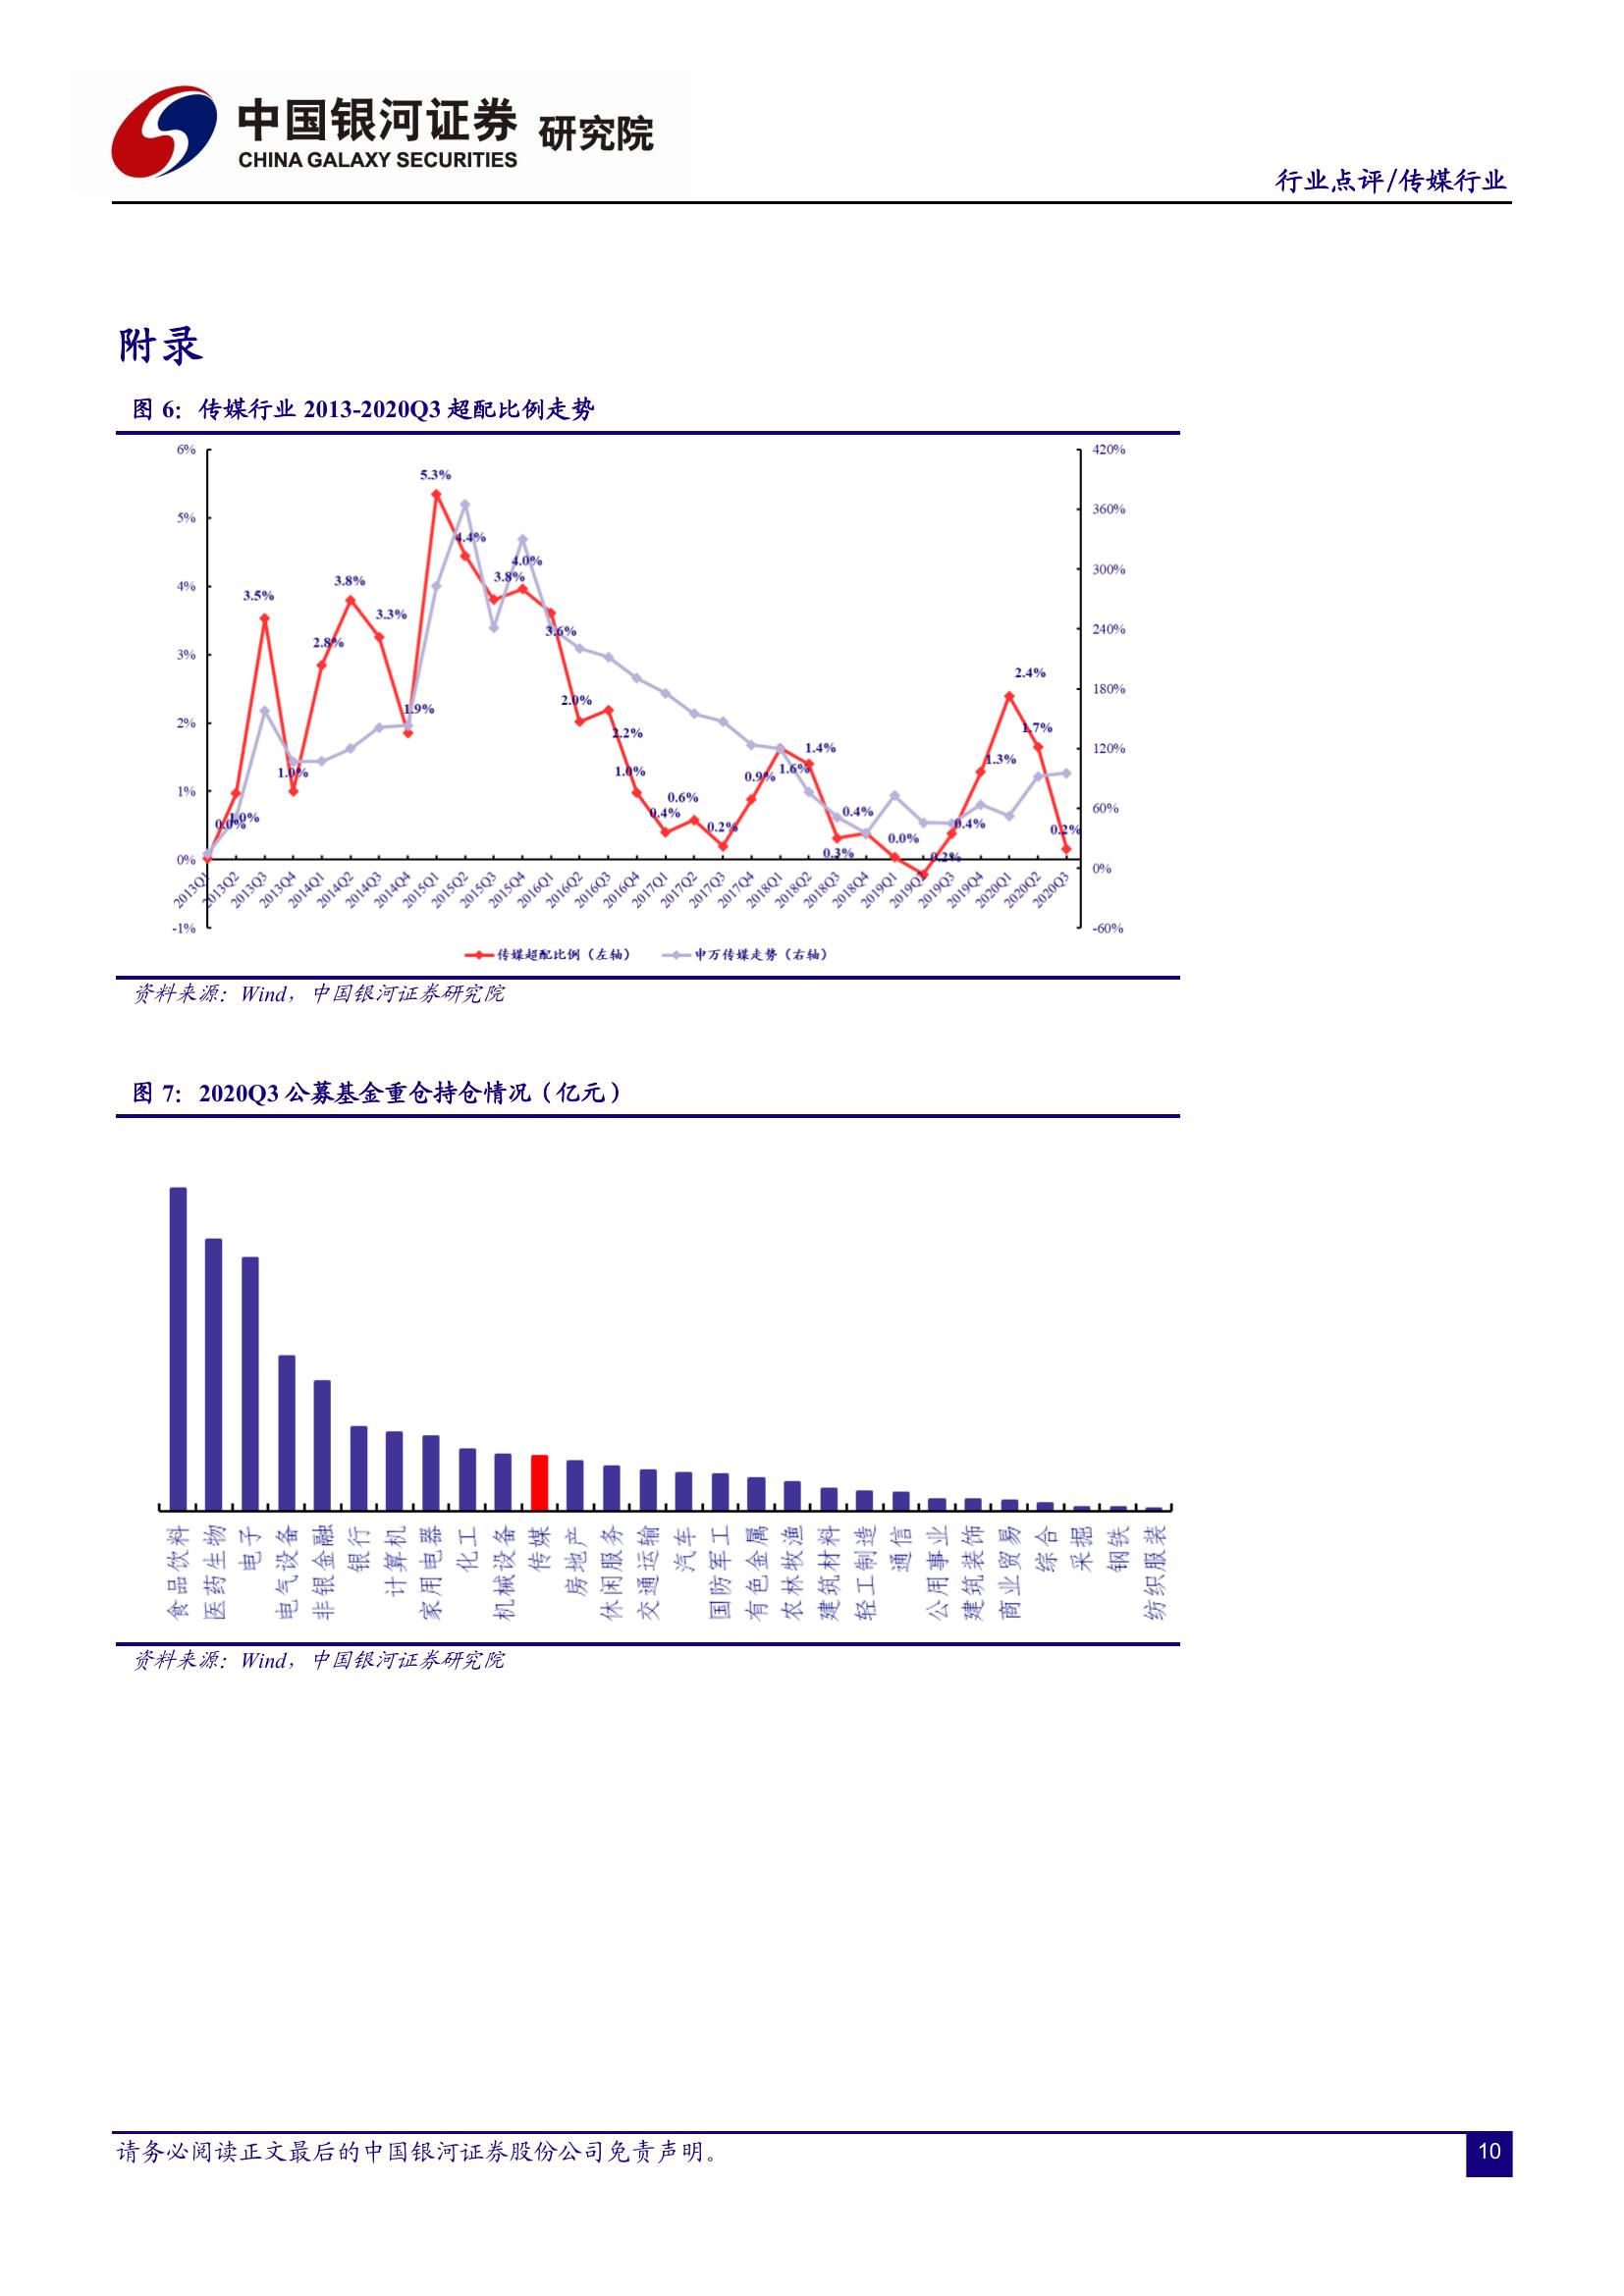 中国银河证券 研究院
CHINA GALAXY SECURITIES
行业点评/传媒行业
附录
图 6：传媒行业 2013-2020Q3 超配比例走势
6%
5%
4%
3%
2%
1%
0%
-1%
420%
360%
300%
240%
180%
120%
60%
0%
-60%
0.0%
1.0%
3.5%
1.0%
2.8%
3.8%
3.3%
1.9%
5.3%
4.4%
3.8%
4.0%
3.6%
2.0%
2.2%
1.0%
0.4%
0.6%
0.2%
0.9%
1.6%
1.4%
0.3%
0.4%
0.0%
-0.2%
0.4%
1.3%
2.4%
1.7%
0.2%
2013Q1
2013Q2
2013Q3
2013Q4
2014Q1
2014Q2
2014Q3
2014Q4
2015Q1
2015Q2
2015Q3
2015Q4
2016Q1
2016Q2
2016Q3
2016Q4
2017Q1
2017Q2
2017Q3
2017Q4
2018Q1
2018Q2
2018Q3
2018Q4
2019Q1
2019Q2
2019Q3
2019Q4
2020Q1
2020Q2
2020Q3
传媒超配比例（左轴）
申万传媒走势（右轴）
资料来源：Wind，中国银河证券研究院
图 7：2020Q3 公募基金重仓持仓情况（亿元）
食品饮料
医药生物
电子
电气设备
非银金融
银行
计算机
家用电器
化工
机械设备
传媒
房地产
休闲服务
交通运输
汽车
国防军工
有色金属
农林牧渔
建筑材料
轻工制造
通信
公用事业
建筑装饰
商业贸易
综合
采掘
钢铁
纺织服装
资料来源：Wind，中国银河证券研究院
请务必阅读正文最后的中国银河证券股份公司免责声明。
10